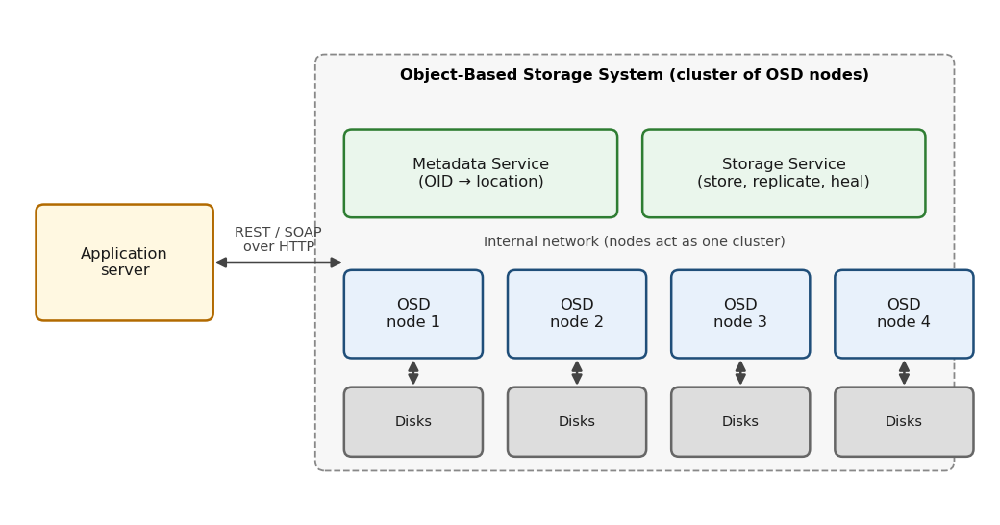 Object-Based Storage System (cluster of OSD nodes)
Metadata Service
(OID → location)
Storage Service
(store, replicate, heal)
Application
server
REST / SOAP
over HTTP
Internal network (nodes act as one cluster)
OSD
node 1
OSD
node 2
OSD
node 3
OSD
node 4
Disks
Disks
Disks
Disks